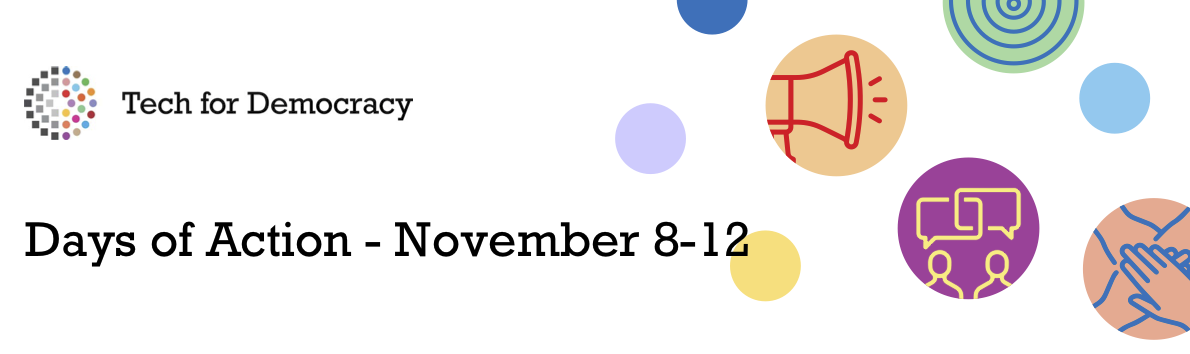 Tech for Democracy
Days of Action - November 8-12